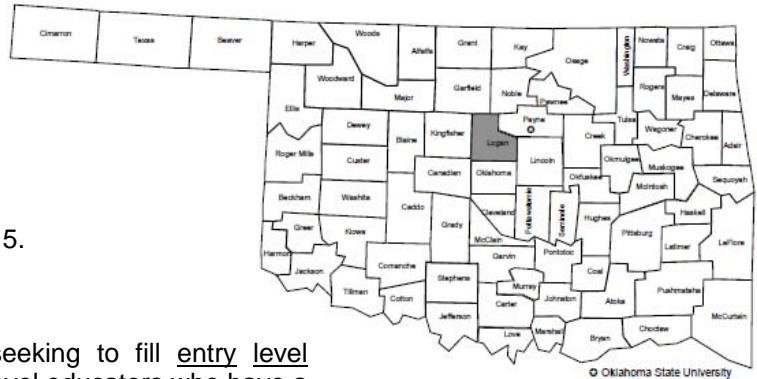 Cimarron
Texas
Beaver
Harper
Woods
Alfalfa
Grant
Kay
Osage
Washington
Nowata
Craig
Ottawa
Woodward
Major
Garfield
Noble
Pawnee
Rogers
Mayes
Delaware
Ellis
Dewey
Blaine
Kingfisher
Logan
Payne
Creek
Tulsa
Wagoner
Cherokee
Adair
Roger Mills
Custer
Canadian
Oklahoma
Lincoln
Okfuskee
Okmulgee
Muskogee
McIntosh
Sequoyah
Beckham
Washita
Caddo
Grady
Cleveland
Pottawatomie
Seminole
Hughes
Pittsburg
Haskell
Latimer
LeFlore
5.
Greer
Kiowa
McClain
Garvin
Pontotoc
Coal
Harmon
Jackson
Comanche
Stephens
Murray
Johnston
Atoka
Pushmataha
McCurtain
Tillman
Cotton
Jefferson
Carter
Love
Marshall
Bryan
Choctaw
seeking to fill entry level
Oklahoma State University
vel educators who have a